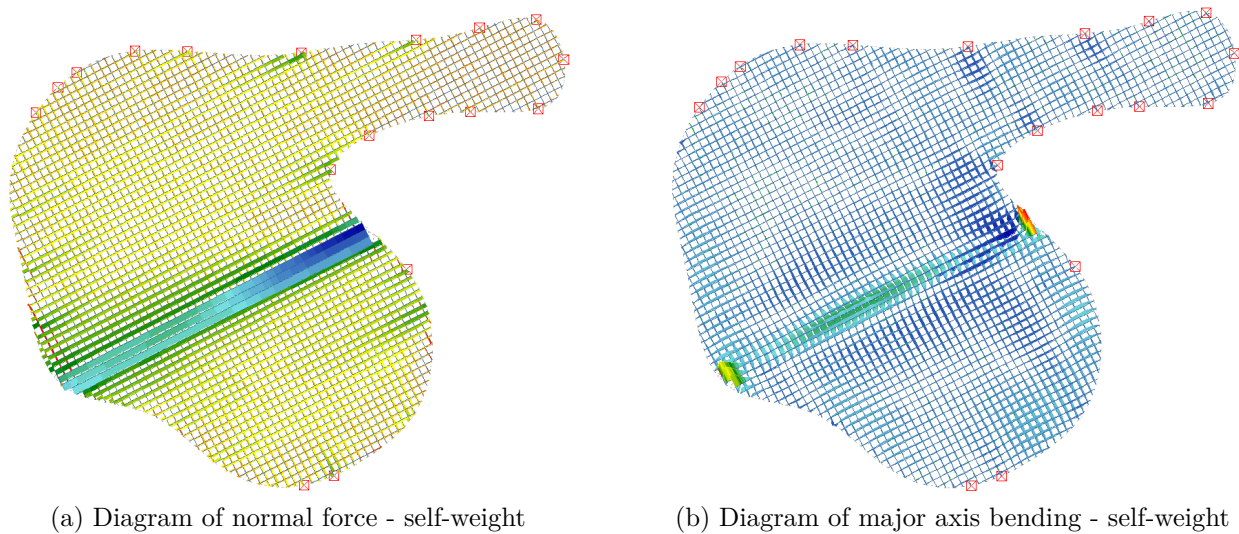 (a) Diagram of normal force - self-weight
(b) Diagram of major axis bending - self-weight